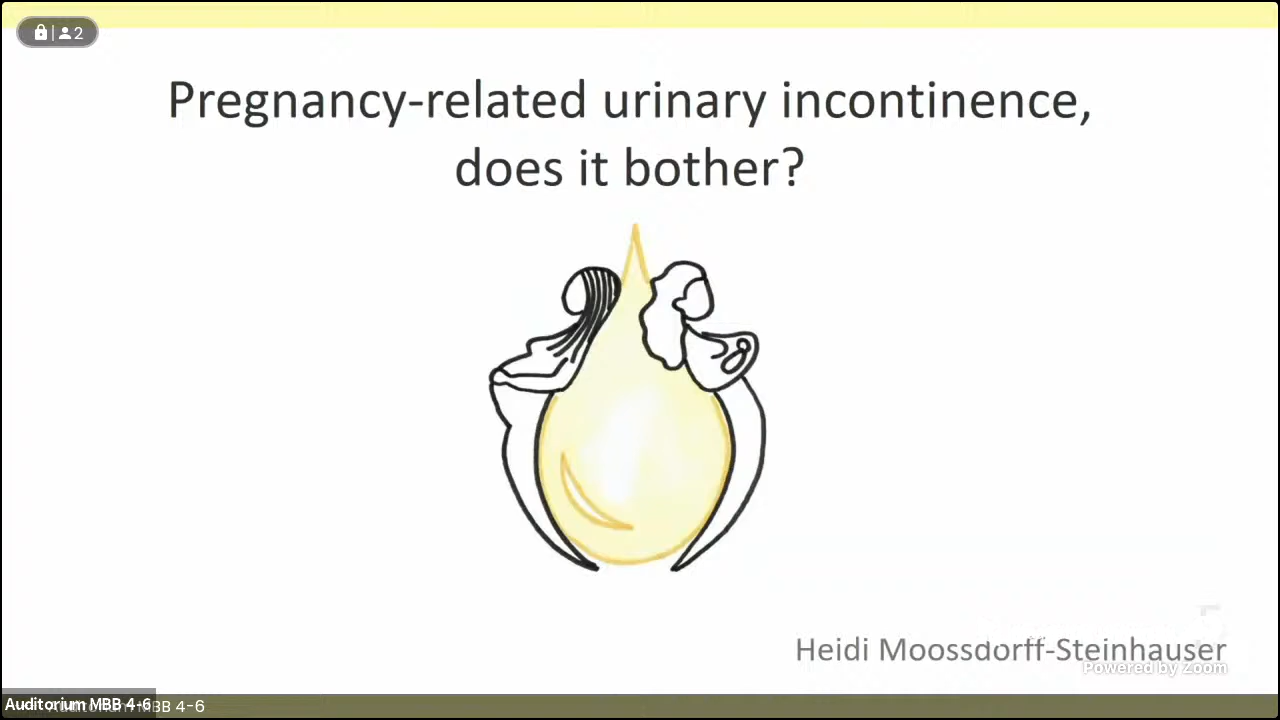 2
Pregnancy-related urinary incontinence,
does it bother?
Heidi Moossdorff-Steinhauser
Powered by Zoom
Auditorium MBB 4-6